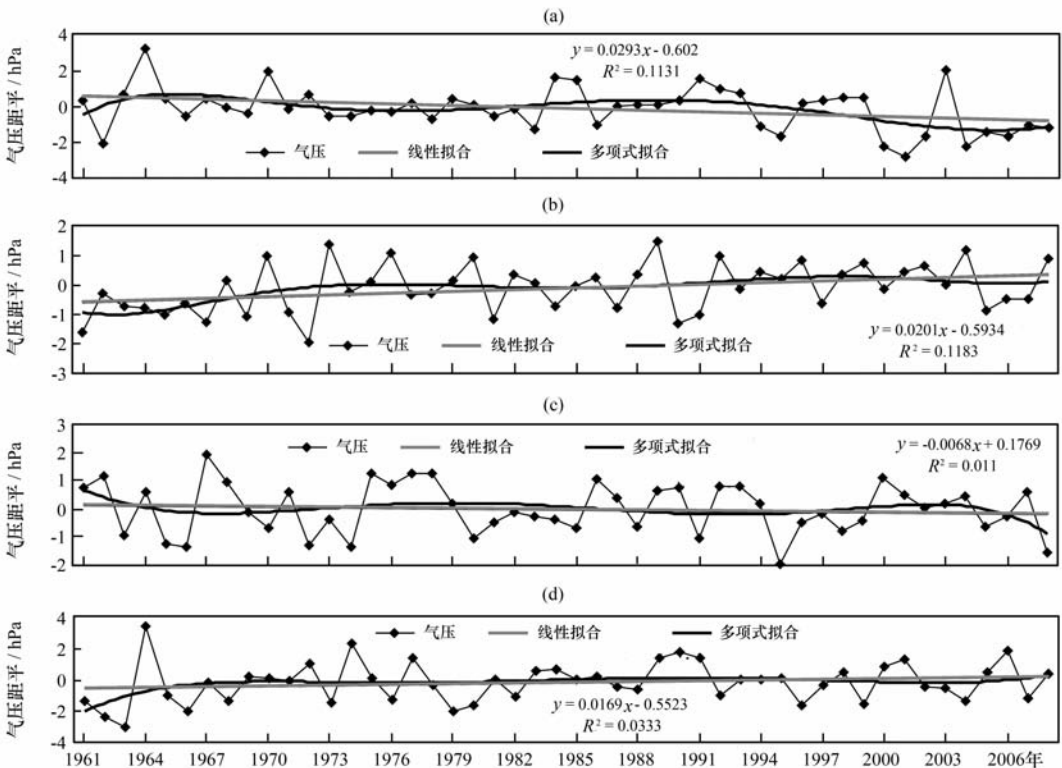 (a)
气压距平 / hPa
4
2
0
-2
-4
y = 0.0293x - 0.602
R² = 0.1131
气压 线性拟合 多项式拟合
(b)
气压距平 / hPa
2
1
0
-1
-2
-3
y = 0.0201x - 0.5934
R² = 0.1183
气压 线性拟合 多项式拟合
(c)
气压距平 / hPa
3
2
1
0
-1
-2
气压 线性拟合 多项式拟合
y = -0.0068x + 0.1769
R² = 0.011
(d)
气压距平 / hPa
4
2
0
-2
-4
气压 线性拟合 多项式拟合
y = 0.0169x - 0.5523
R² = 0.0333
1961 1964 1967 1970 1973 1976 1979 1982 1985 1988 1991 1994 1997 2000 2003 2006年